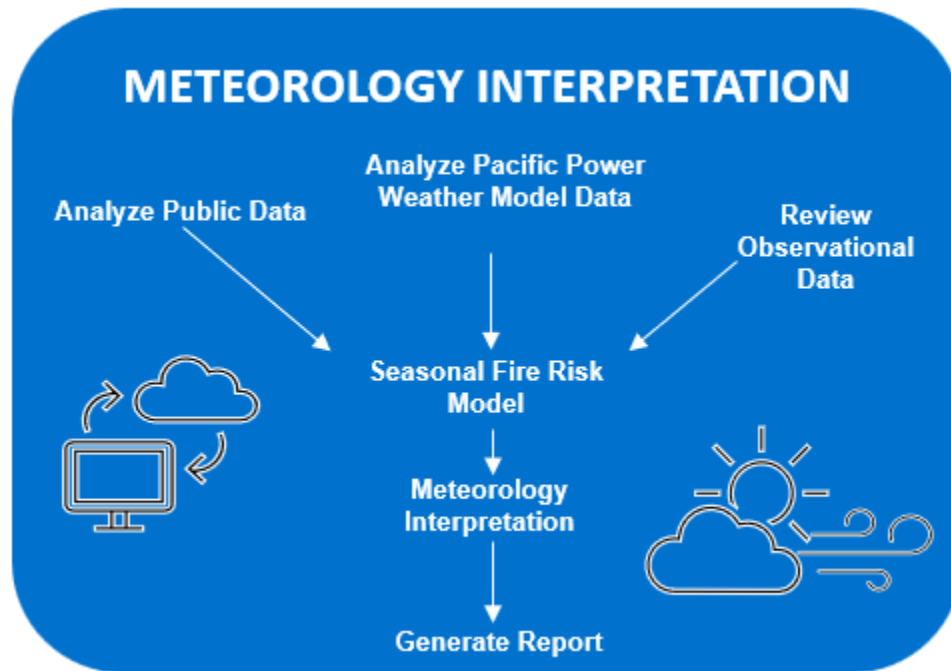 METEOROLOGY INTERPRETATION
Analyze Pacific Power
Weather Model Data
Analyze Public Data
Review
Observational
Data
Seasonal Fire Risk
Model
Meteorology
Interpretation
Generate Report